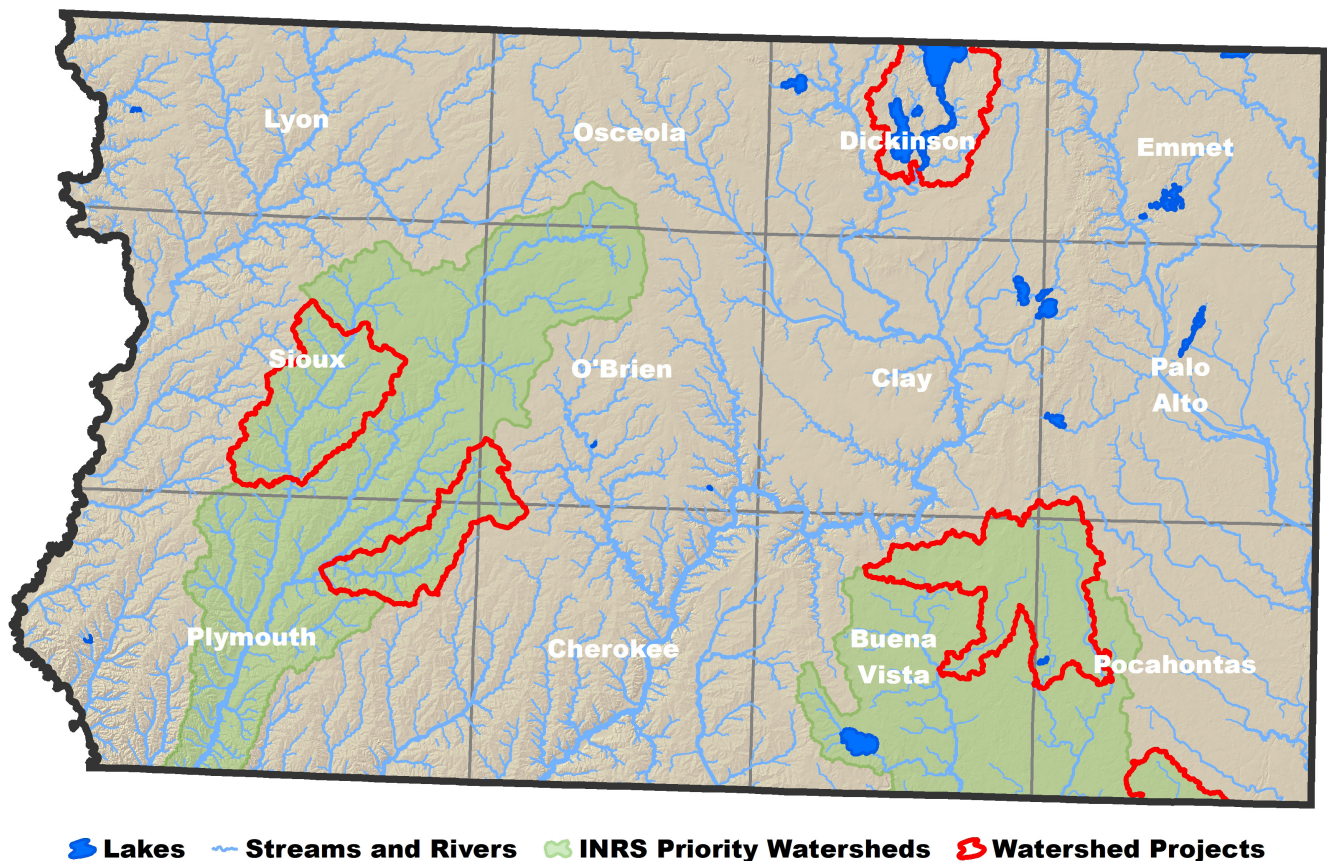 Lyon
Osceola
Dickinson
Emmet
Sioux
O'Brien
Clay
Palo
Alto
Plymouth
Cherokee
Buena
Vista
Pocahontas
Lakes
Streams and Rivers
INRS Priority Watersheds
Watershed Projects